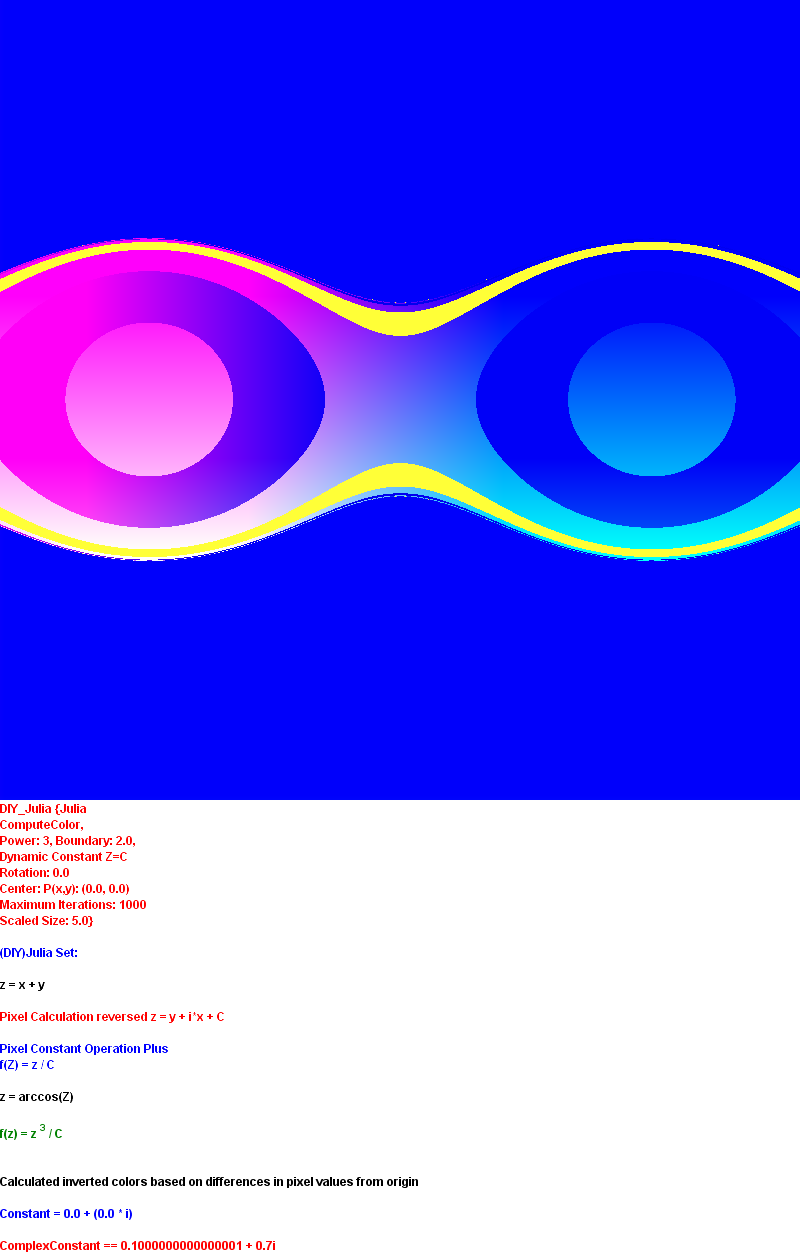 DIY_Julia {Julia
ComputeColor,
Power: 3, Boundary: 2.0,
Dynamic Constant Z=C
Rotation: 0.0
Center: P(x,y): (0.0, 0.0)
Maximum Iterations: 1000
Scaled Size: 5.0}
(DIY)Julia Set:
z = x + y
Pixel Calculation reversed z = y + i*x + C
Pixel Constant Operation Plus
f(Z) = z / C
z = arccos(Z)
f(z) = z ³ / C
Calculated inverted colors based on differences in pixel values from origin
Constant = 0.0 + (0.0 * i)
ComplexConstant == 0.1000000000000001 + 0.7i